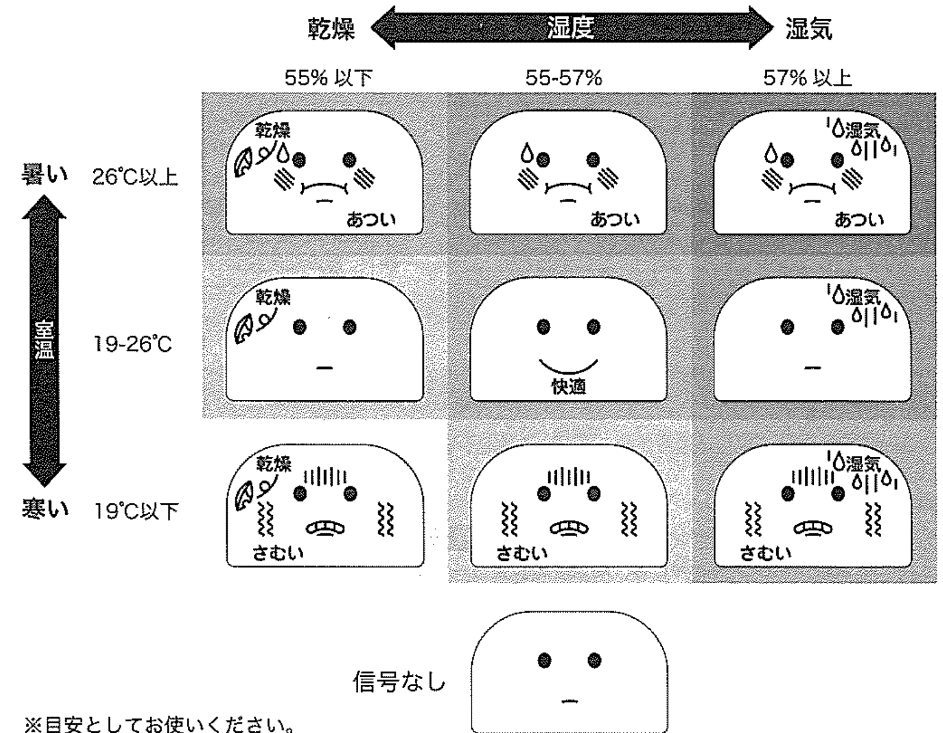 乾燥 湿度 湿気
55% 以下 55-57% 57% 以上
乾燥 湿気
暑い 26℃以上
あつい あつい あつい
乾燥 湿気
室温 19-26℃
快適
乾燥 湿気
寒い 19℃以下
さむい さむい さむい
信号なし
※目安としてお使いください。